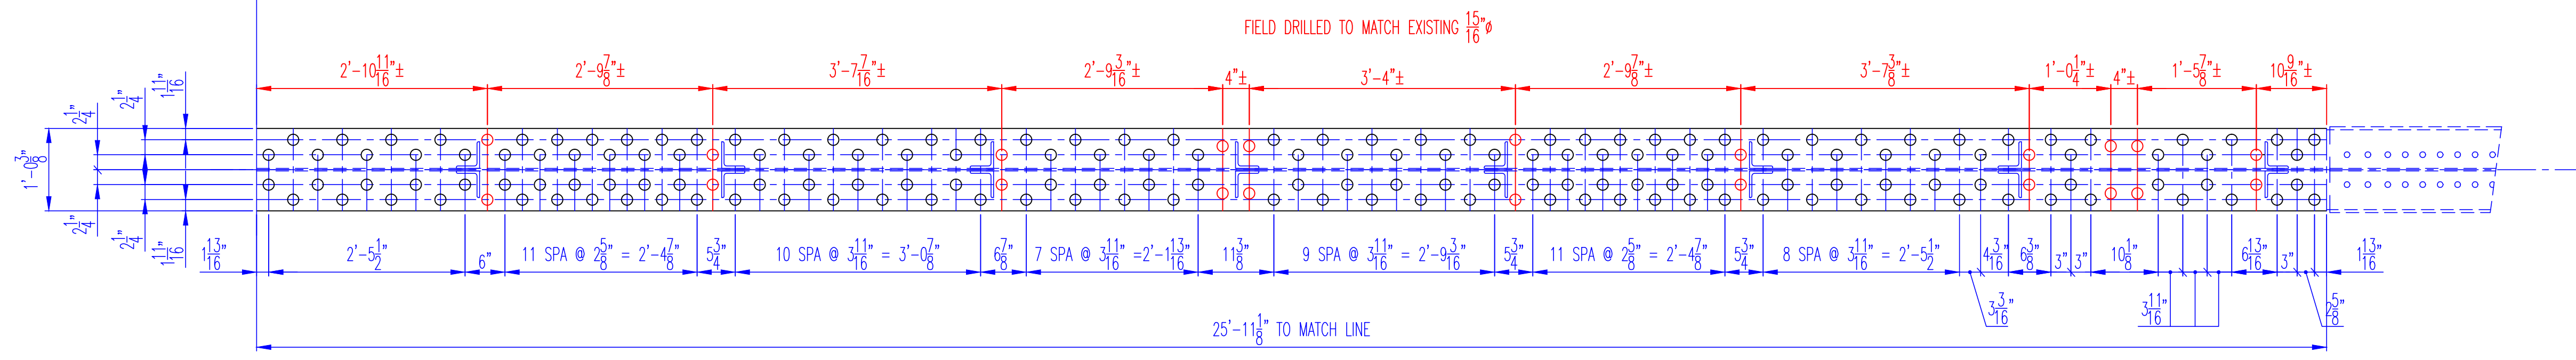 FIELD DRILLED TO MATCH EXISTING 15/16"ø
2'-10 11/16"± 2'-9 7/8"± 3'-7 7/16"± 2'-9 3/16"± 4"± 3'-4"± 2'-9 7/8"± 3'-7 3/8"± 1'-0 1/4"± 4"± 1'-5 7/8"± 10 9/16"±
1 11/16"
2 1/4"
2 1/4"
1'-0 3/8"
2 1/4"
2 1/4"
1 11/16"
1 13/16" 2'-5 1/2" 6" 11 SPA @ 2 5/8" = 2'-4 7/8" 5 3/4" 10 SPA @ 3 11/16" = 3'-0 7/8" 6 7/8" 7 SPA @ 3 11/16" =2'-1 13/16" 11 3/8" 9 SPA @ 3 11/16" = 2'-9 3/16" 5 3/4" 11 SPA @ 2 5/8" = 2'-4 7/8" 5 3/4" 8 SPA @ 3 11/16" = 2'-5 1/2" 4 3/16" 6 3/8" 3" 3" 10 1/8" 6 13/16" 3" 1 13/16"
3 3/16" 3 11/16" 2 5/8"
25'-11 1/8" TO MATCH LINE